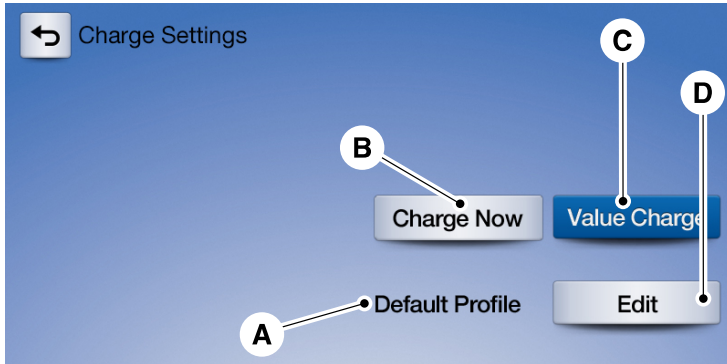 Charge Settings
C
D
B
Charge Now Value Charge
Default Profile Edit
A